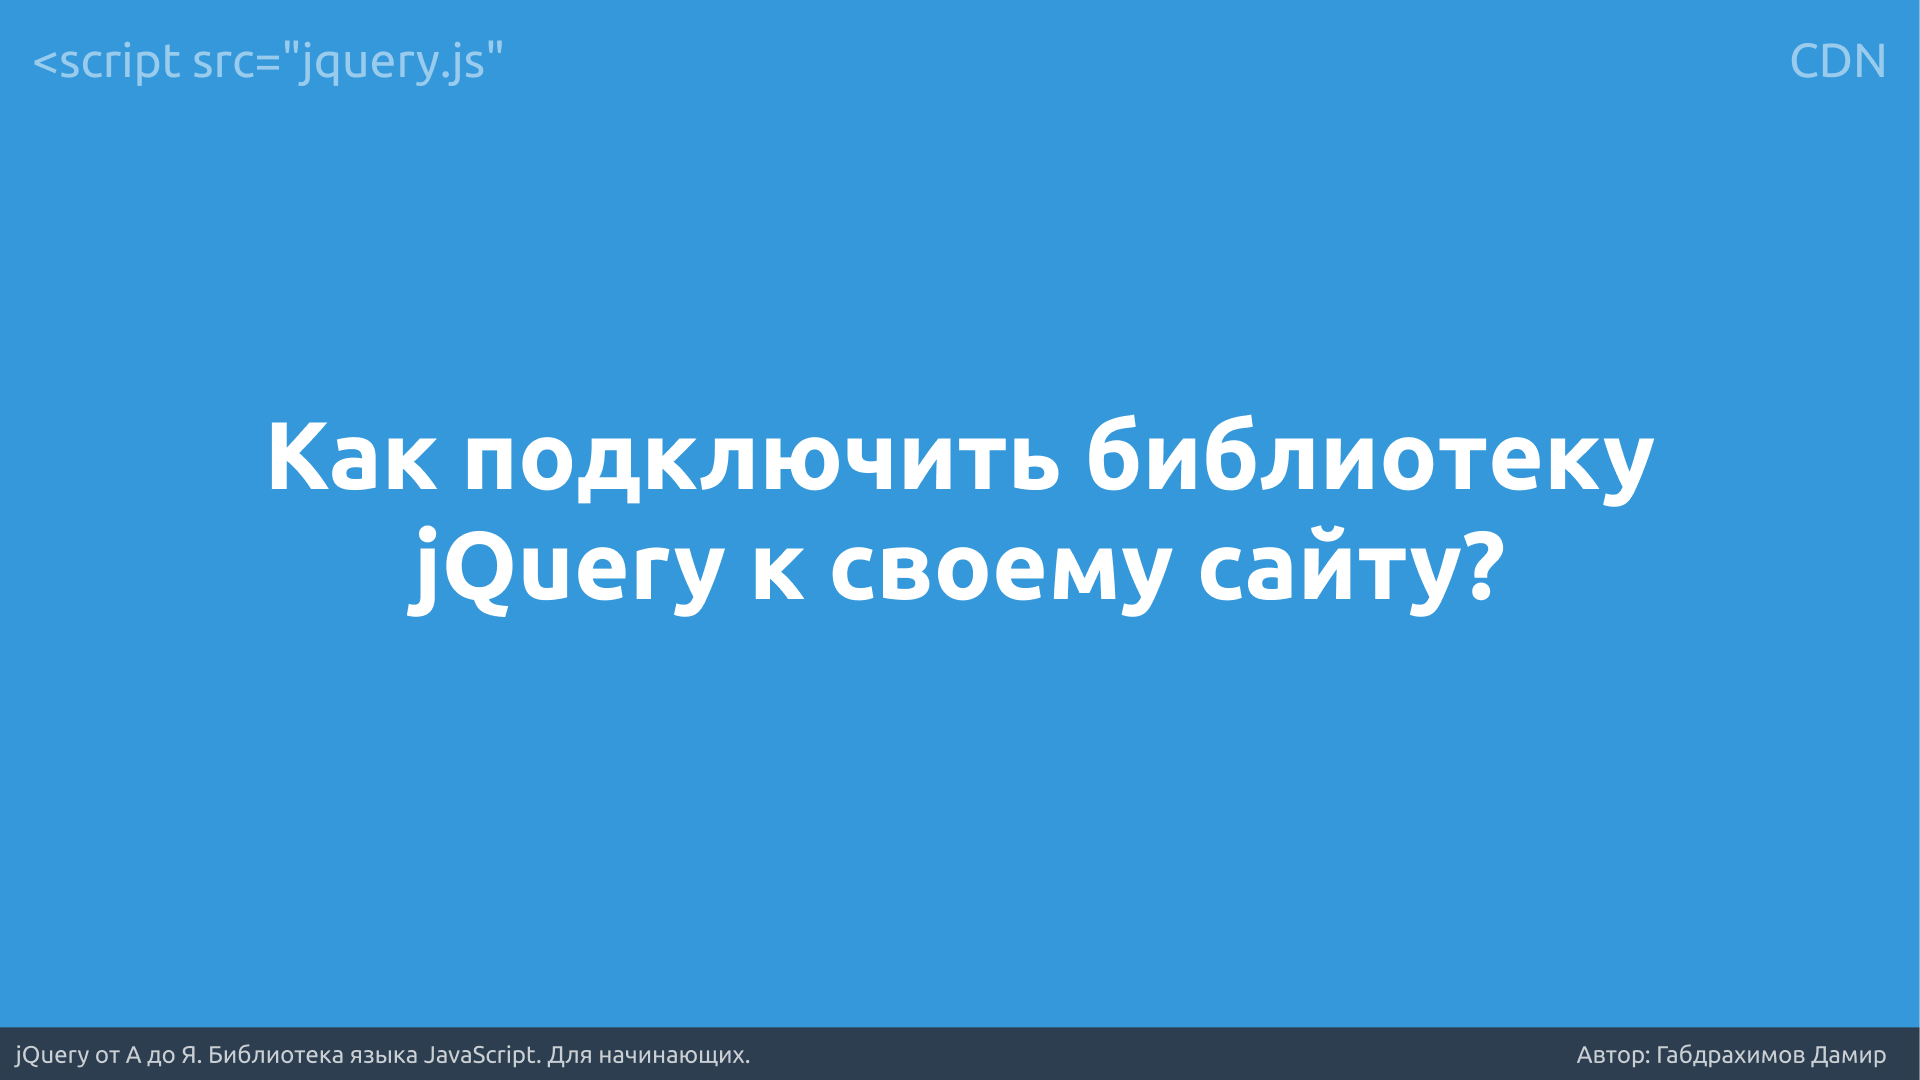 <script src="jquery.js"
CDN
Как подключить библиотеку
jQuery к своему сайту?
jQuery от А до Я. Библиотека языка JavaScript. Для начинающих.
Автор: Габдрахимов Дамир